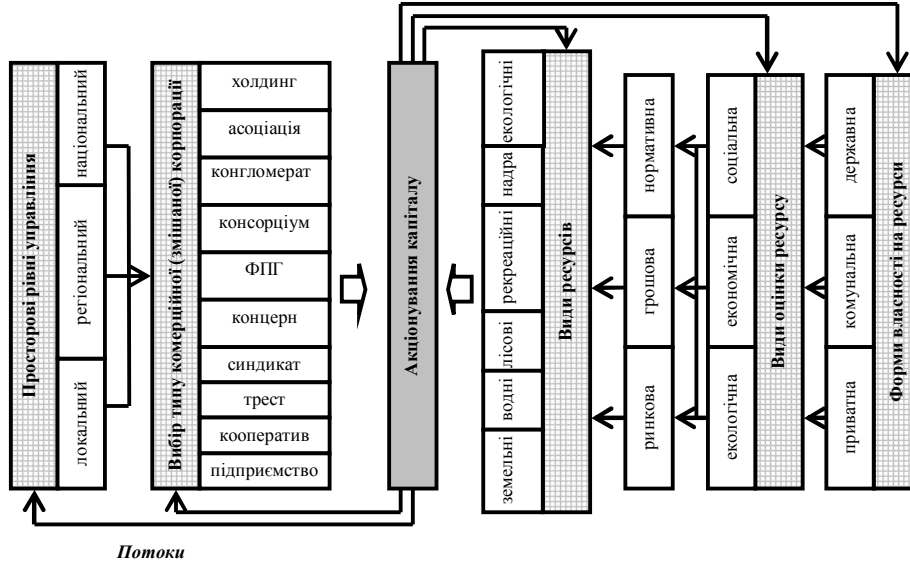 Просторові рівні управління
національний
регіональний
локальний
Вибір типу комерційної (змішаної) корпорації
холдинг
асоціація
конгломерат
консорціум
ФПГ
концерн
синдикат
трест
кооператив
підприємство
Акціонування капіталу
екологічні
надра
рекреаційні
лісові
водні
земельні
Види ресурсів
нормативна
грошова
ринкова
соціальна
економічна
екологічна
Види оцінки ресурсу
державна
комунальна
приватна
Форми власності на ресурси
Потоки